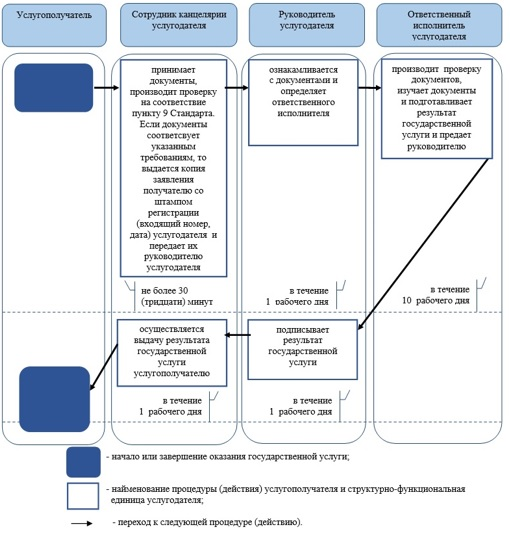 Услугополучатель
Сотрудник канцелярии
услугодателя
Руководитель
услугодателя
Ответственный
исполнитель
услугодателя
принимает
документы,
производит проверку
на соответствие
пункту 9 Стандарта.
Если документы
соответсвует
указанным
требованиям, то
выдается копия
заявления
получателю со
штампом
регистрации
(входящий номер,
дата) услугодателя и
передает их
руководителю
услугодателя
ознакамливается
с документами и
определяет
ответственного
исполнителя
производит проверку
документов,
изучает документы
и подготавливает
результат
государственной
услуги и предает
руководителю
не более 30
(тридцати) минут
в течение
1 рабочего дня
в течение
10 рабочего дня
осуществляется
выдачу результата
государственной
услуги
услугополучателю
подписывает
результат
государственной
услуги
в течение
1 рабочего дня
в течение
1 рабочего дня
- начало или завершение оказания государственной услуги;
- наименование процедуры (действия) услугополучателя и структурно-функциональная
единица услугодателя;
- переход к следующей процедуре (действию).